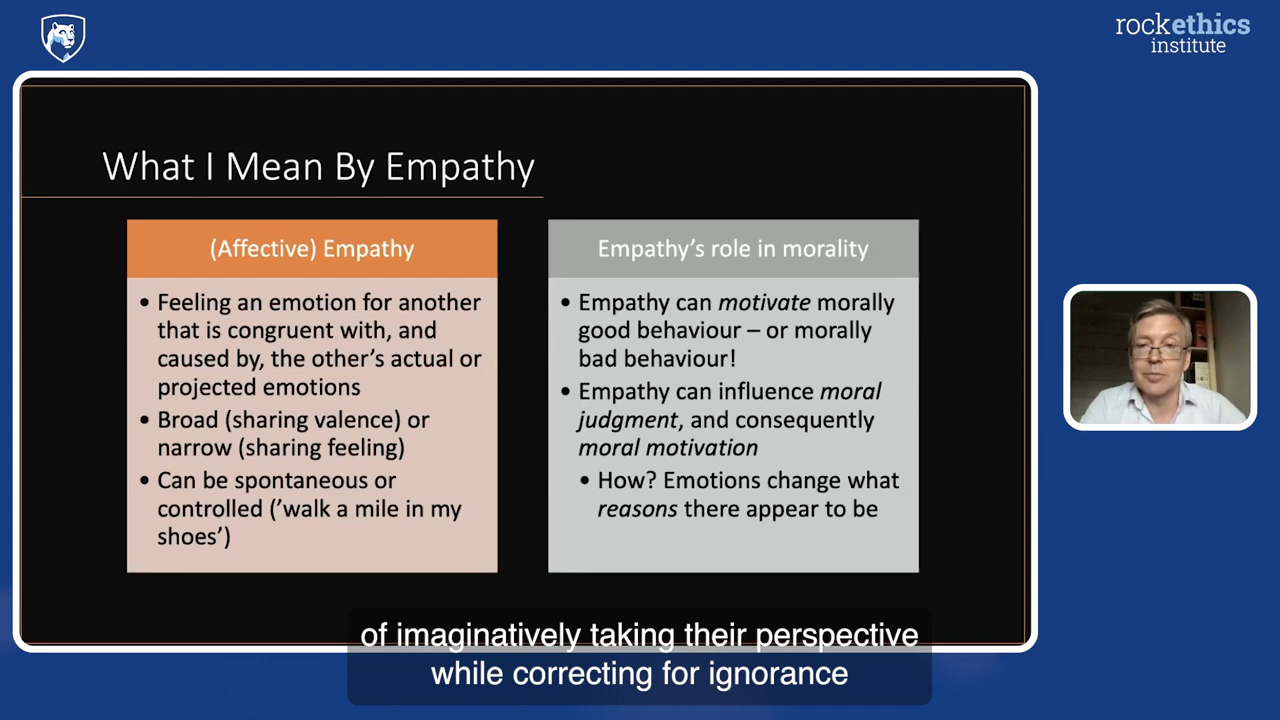 rockethics
institute
What I Mean By Empathy
(Affective) Empathy
• Feeling an emotion for another
that is congruent with, and
caused by, the other’s actual or
projected emotions
• Broad (sharing valence) or
narrow (sharing feeling)
• Can be spontaneous or
controlled (’walk a mile in my
shoes’)
Empathy’s role in morality
• Empathy can motivate morally
good behaviour – or morally
bad behaviour!
• Empathy can influence moral
judgment, and consequently
moral motivation
• How? Emotions change what
reasons there appear to be
of imaginatively taking their perspective
while correcting for ignorance